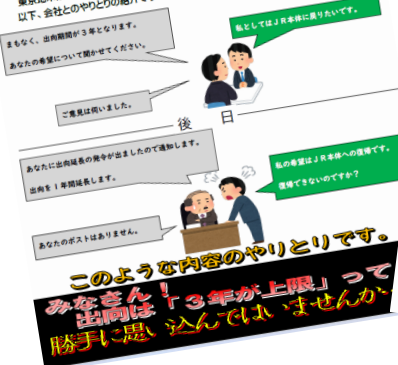 以下、会社とのやりとりの紹介です
まもなく、出向期間が３年となります。
あなたの希望について聞かせてください。
私としてはＪＲ本体に戻りたいです。
ご意見は伺いました。
後　日
あなたに出向延長の発令が出ましたので通知します。
出向を１年間延長します。
私の希望はＪＲ本体への復帰です。
復帰できないのですか？
あなたのポストはありません。
このような内容のやりとりです。
みなさん！
出向は「３年が上限」って
勝手に思い込んではいませんか